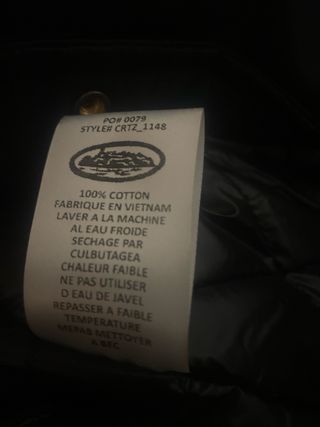 PO# 0079
STYLE# CRTZ_1148
100% COTTON
FABRIQUE EN VIETNAM
LAVER A LA MACHINE
AL EAU FROIDE
SECHAGE PAR
CULBUTAGEA
CHALEUR FAIBLE
NE PAS UTILISER
D EAU DE JAVEL
REPASSER A FAIBLE
TEMPERATURE
METTOYER
A